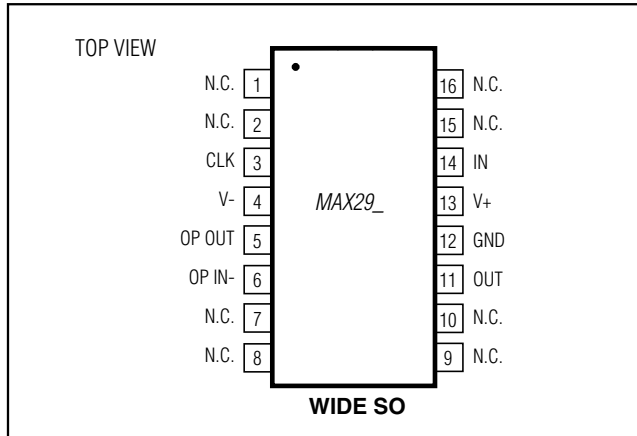 TOP VIEW
N.C. 1 16 N.C.
N.C. 2 15 N.C.
CLK 3 14 IN
V- 4 MAX29_ 13 V+
OP OUT 5 12 GND
OP IN- 6 11 OUT
N.C. 7 10 N.C.
N.C. 8 9 N.C.
WIDE SO